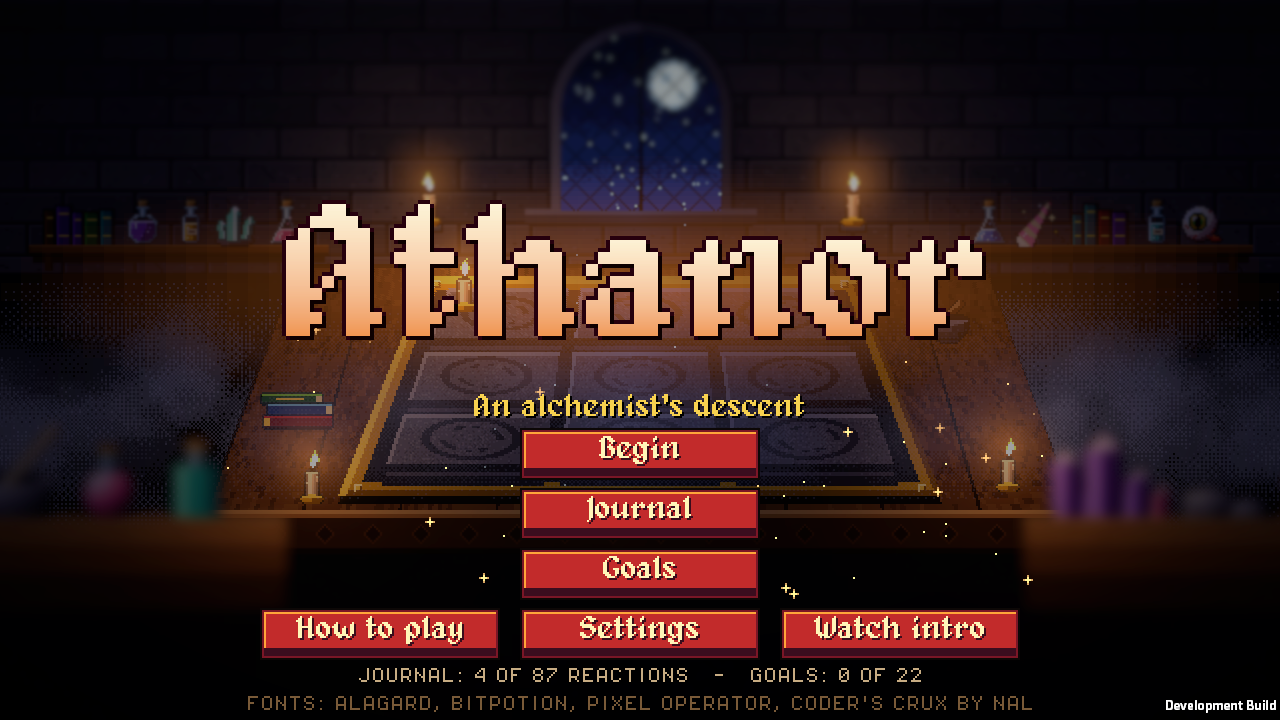 Athanor
An alchemist's descent
Begin
Journal
Goals
How to play
Settings
Watch intro
JOURNAL: 4 OF 87 REACTIONS - GOALS: 0 OF 22
FONTS: ALAGARD, BITPOTION, PIXEL OPERATOR, CODER'S CRUX BY NAL
Development Build